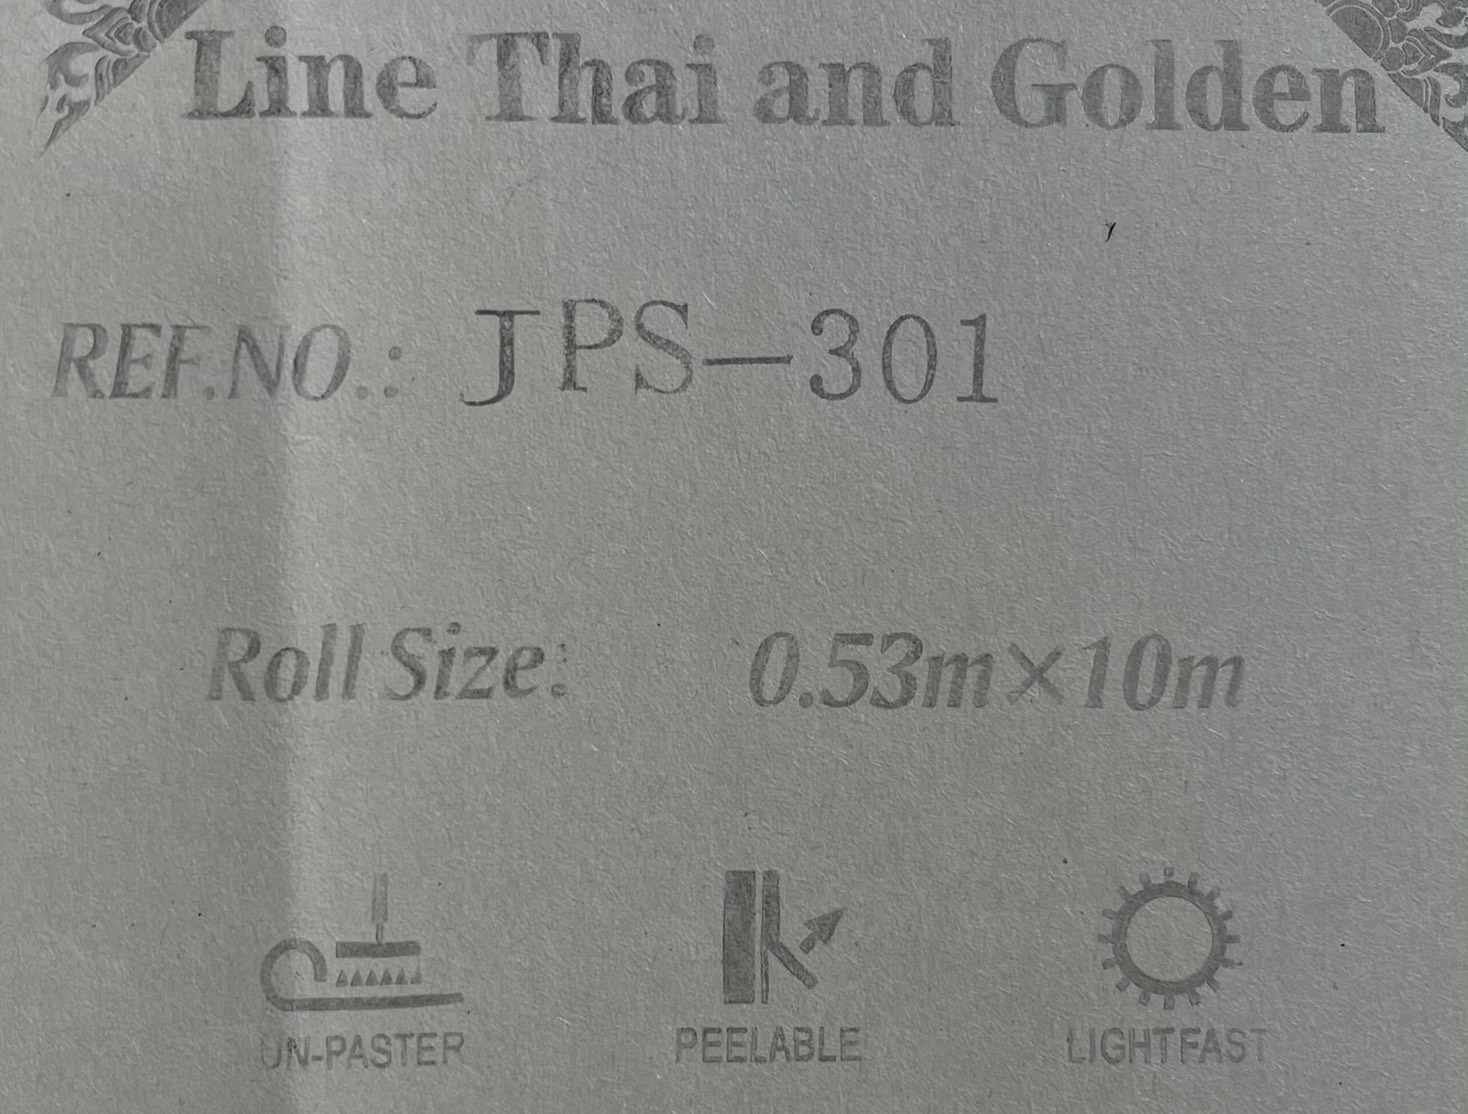 Line Thai and Golden
REF.NO.: JPS-301
Roll Size: 0.53m×10m
UN-PASTER PEELABLE LIGHTFAST